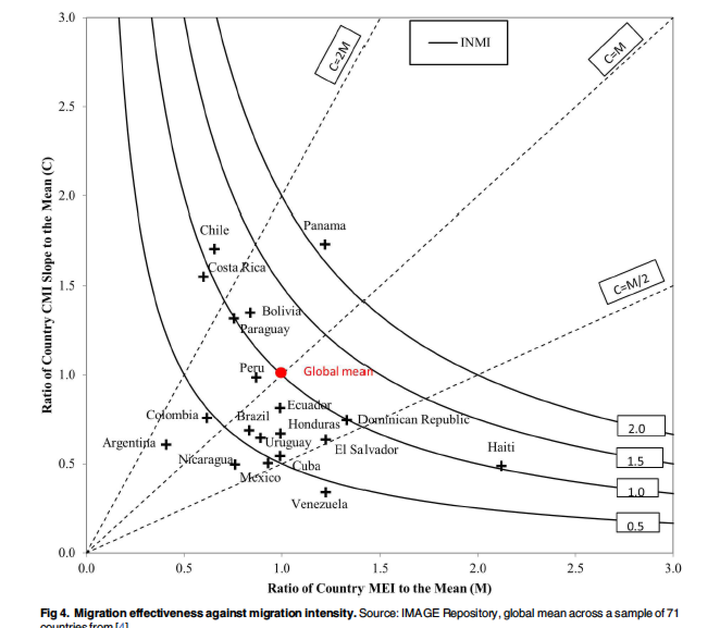 3.0
C=2M
INMI
C=M
2.5
Ratio of Country CMI Slope to the Mean (C)
2.0
Chile
Panama
Costa Rica
1.5
C=M/2
Bolivia
Paraguay
1.0
Peru
Global mean
Ecuador
Colombia
Brazil
Honduras
Dominican Republic
2.0
Argentina
Uruguay
El Salvador
Haiti
1.5
0.5
Nicaragua
Cuba
Mexico
1.0
Venezuela
0.5
0.0
0.0 0.5 1.0 1.5 2.0 2.5 3.0
Ratio of Country MEI to the Mean (M)
Fig 4. Migration effectiveness against migration intensity. Source: IMAGE Repository, global mean across a sample of 71
countries from [4].